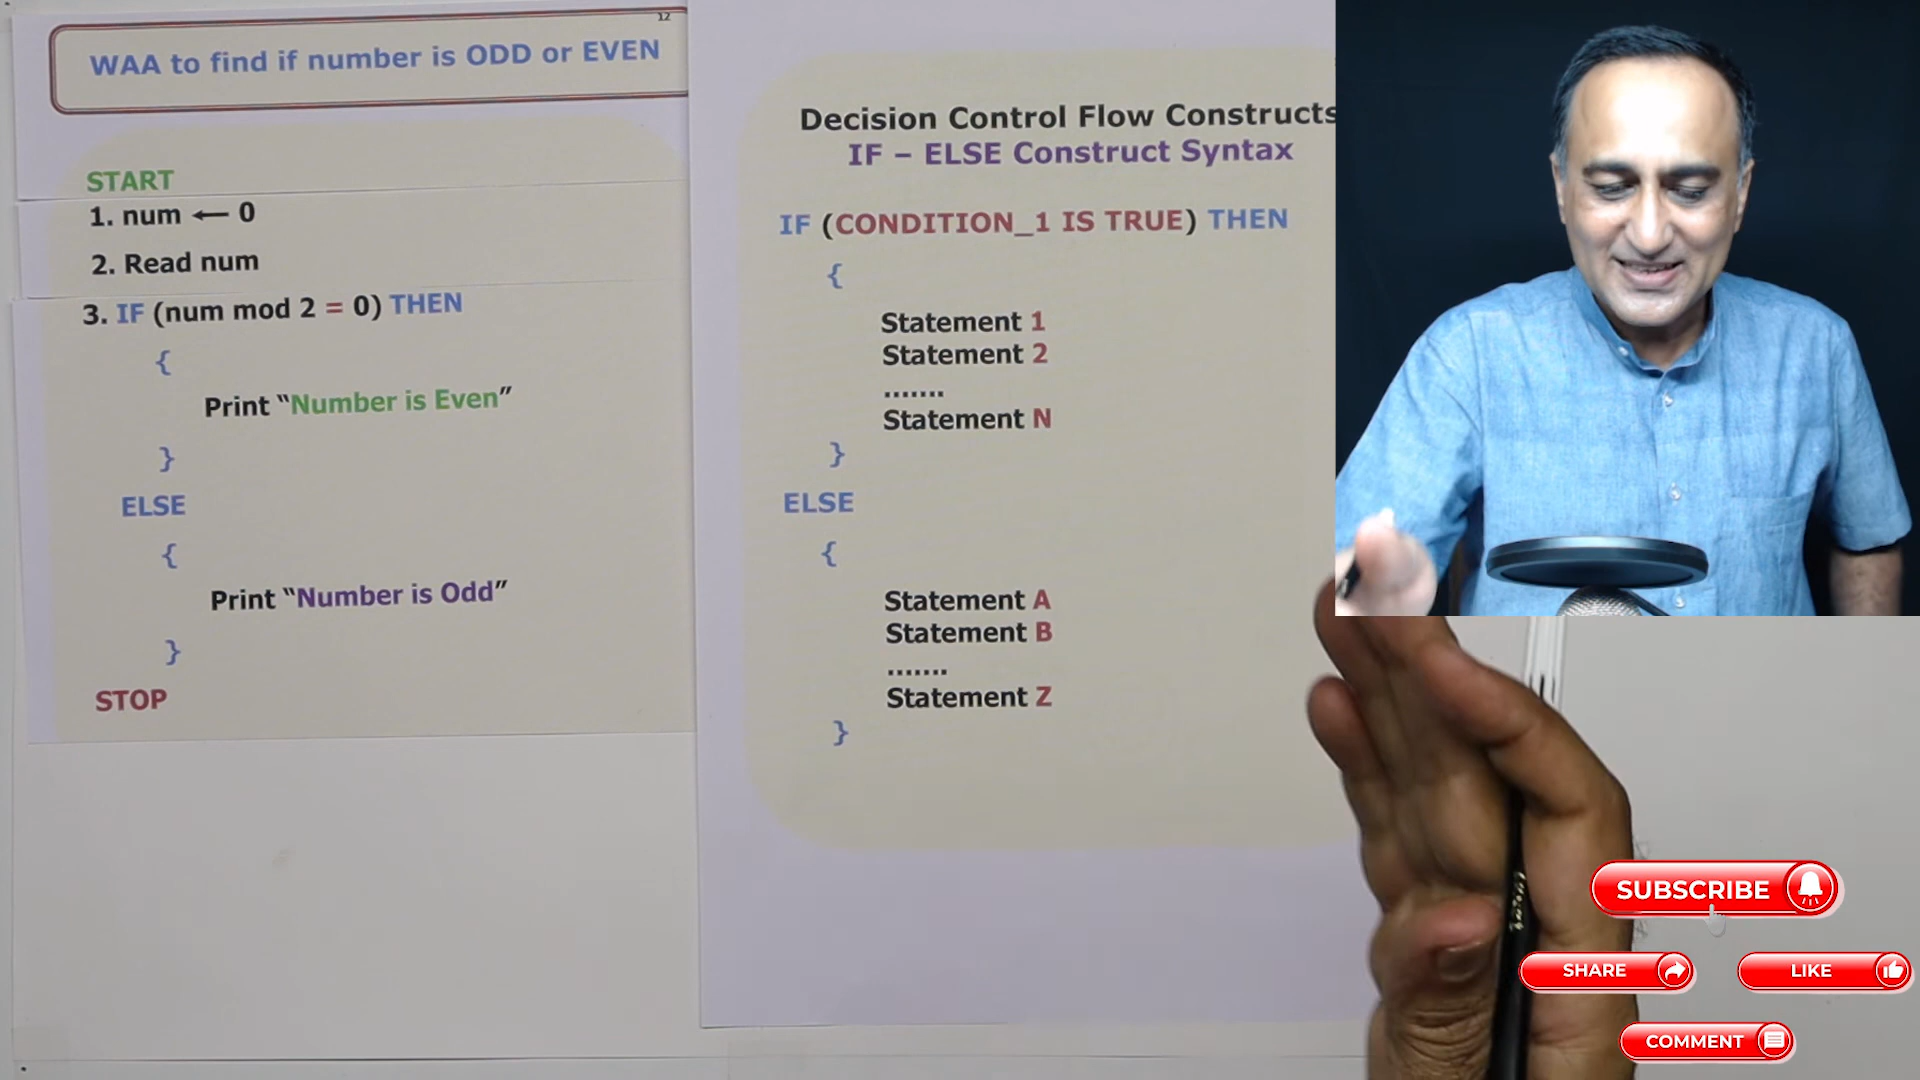 12
WAA to find if number is ODD or EVEN
START
1. num ← 0
2. Read num
3. IF (num mod 2 = 0) THEN
{
Print “Number is Even”
}
ELSE
{
Print “Number is Odd”
}
STOP
Decision Control Flow Constructs
IF – ELSE Construct Syntax
IF (CONDITION_1 IS TRUE) THEN
{
Statement 1
Statement 2
.......
Statement N
}
ELSE
{
Statement A
Statement B
.......
Statement Z
}
SUBSCRIBE
SHARE
LIKE
COMMENT